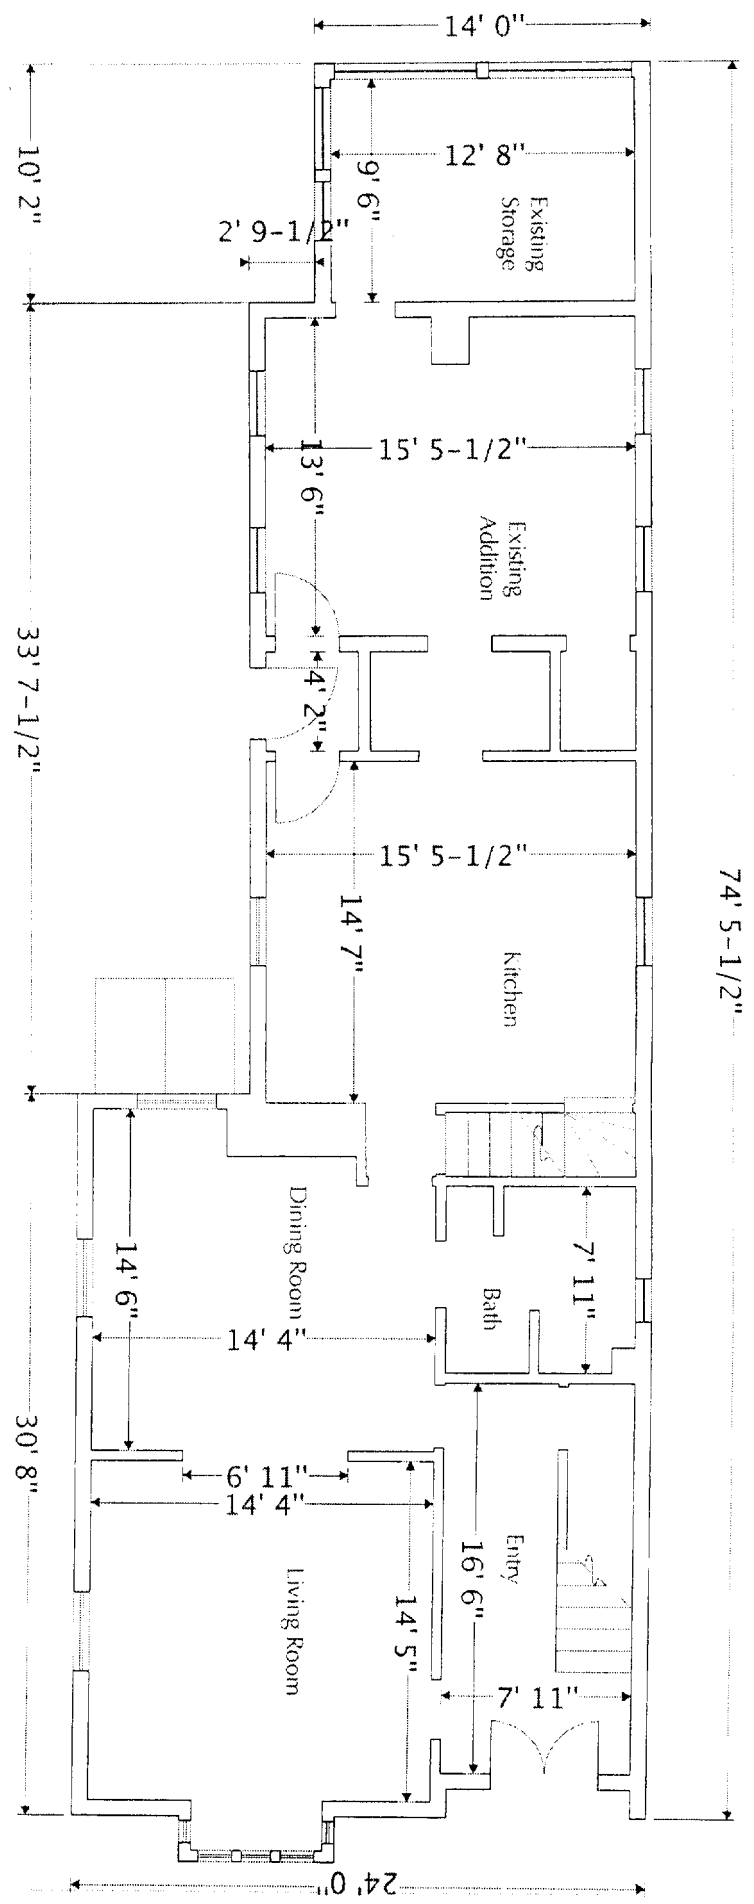 14' 0"
10' 2"
12' 8"
9' 6"
Existing
Storage
2' 9-1/2"
15' 5-1/2"
13' 6"
Existing
Addition
33' 7-1/2"
4' 2"
15' 5-1/2"
14' 7"
74' 5-1/2"
Kitchen
Dining Room
14' 6"
7' 11"
Bath
14' 4"
30' 8"
6' 11"
14' 4"
Entry
16' 6"
Living Room
14' 5"
7' 11"
24' 0"